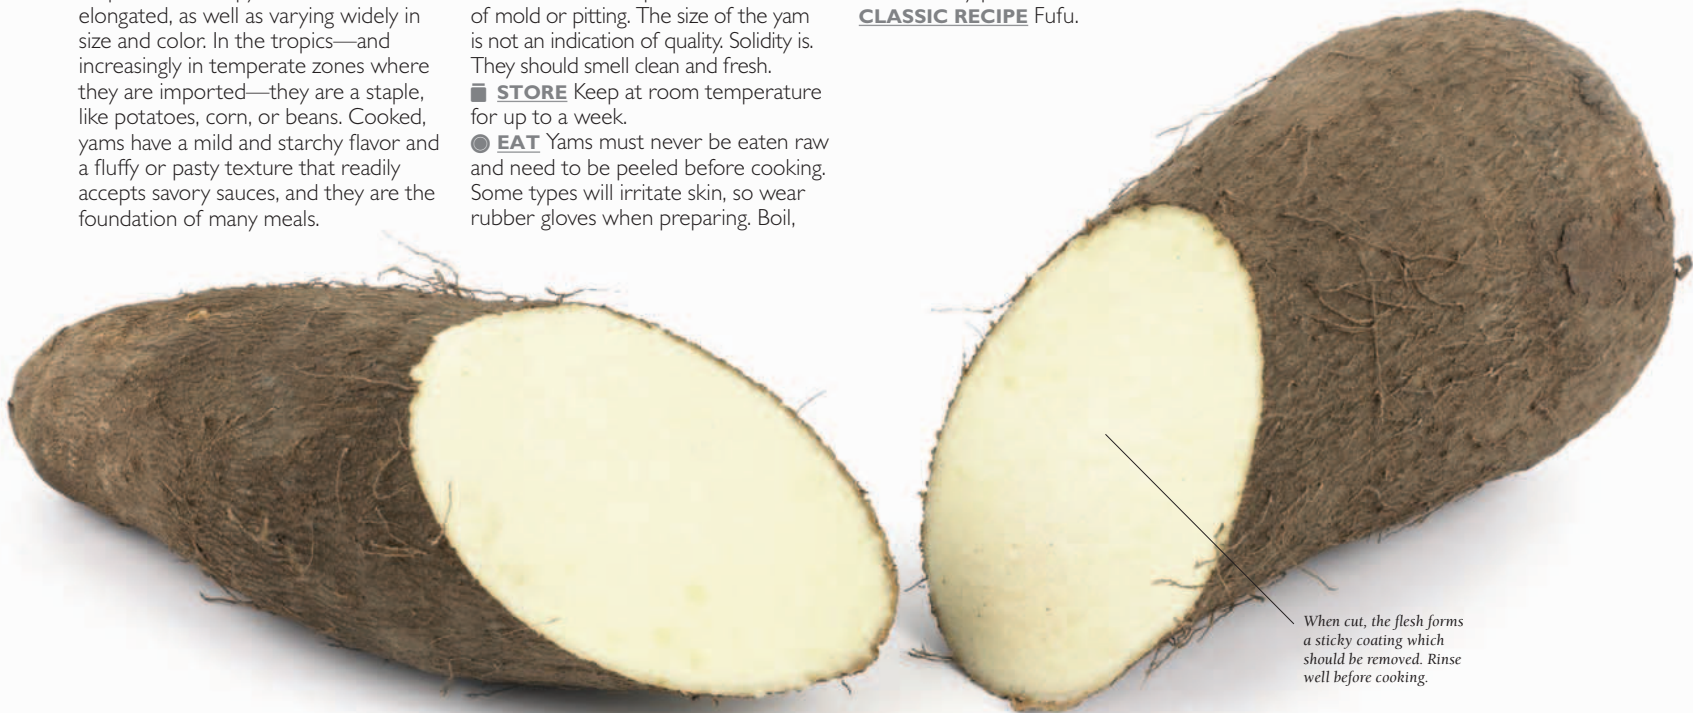 elongated, as well as varying widely in
size and color. In the tropics—and
increasingly in temperate zones where
they are imported—they are a staple,
like potatoes, corn, or beans. Cooked,
yams have a mild and starchy flavor and
a fluffy or pasty texture that readily
accepts savory sauces, and they are the
foundation of many meals.
of mold or pitting. The size of the yam
is not an indication of quality. Solidity is.
They should smell clean and fresh.
STORE Keep at room temperature
for up to a week.
EAT Yams must never be eaten raw
and need to be peeled before cooking.
Some types will irritate skin, so wear
rubber gloves when preparing. Boil,
CLASSIC RECIPE Fufu.
When cut, the flesh forms
a sticky coating which
should be removed. Rinse
well before cooking.